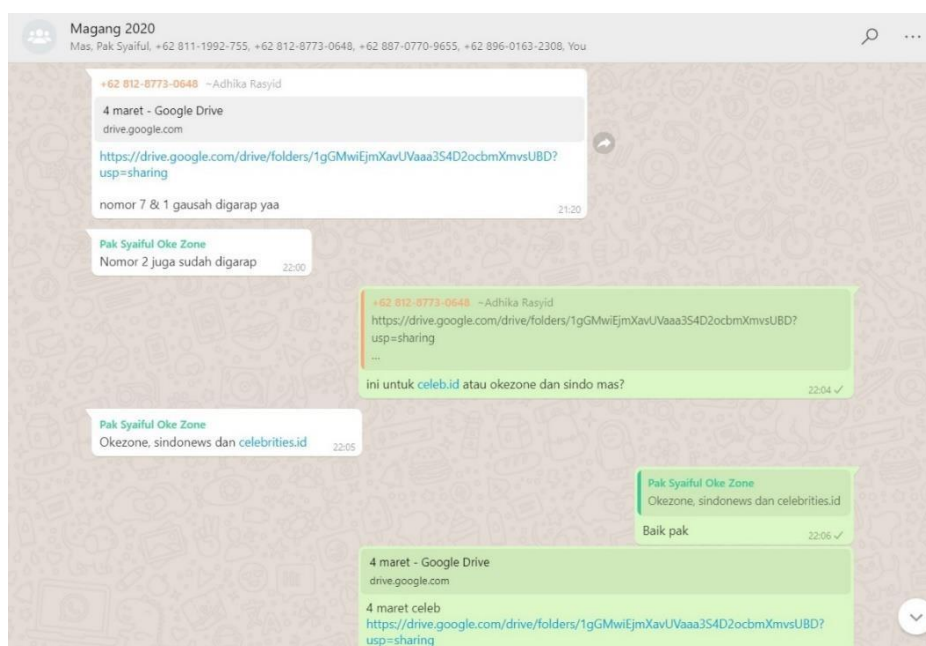 Magang 2020
Mas, Pak Syaiful, +62 811-1992-755, +62 812-8773-0648, +62 887-0770-9655, +62 896-0163-2308, You
+62 812-8773-0648 ~Adhika Rasyid
4 maret - Google Drive
drive.google.com
https://drive.google.com/drive/folders/1gGMwiEjmXavUVaaa3S4D2ocbmXmvsUBD?
usp=sharing
nomor 7 & 1 gausah digarap yaa
21:20
Pak Syaiful Oke Zone
Nomor 2 juga sudah digarap
22:00
+62 812-8773-0648 ~Adhika Rasyid
https://drive.google.com/drive/folders/1gGMwiEjmXavUVaaa3S4D2ocbmXmvsUBD?
usp=sharing
...
ini untuk celeb.id atau okezone dan sindo mas?
22:04
Pak Syaiful Oke Zone
Okezone, sindonews dan celebrities.id
22:05
Pak Syaiful Oke Zone
Okezone, sindonews dan celebrities.id
Baik pak
22:06
4 maret - Google Drive
drive.google.com
4 maret celeb
https://drive.google.com/drive/folders/1gGMwiEjmXavUVaaa3S4D2ocbmXmvsUBD?
usp=sharing